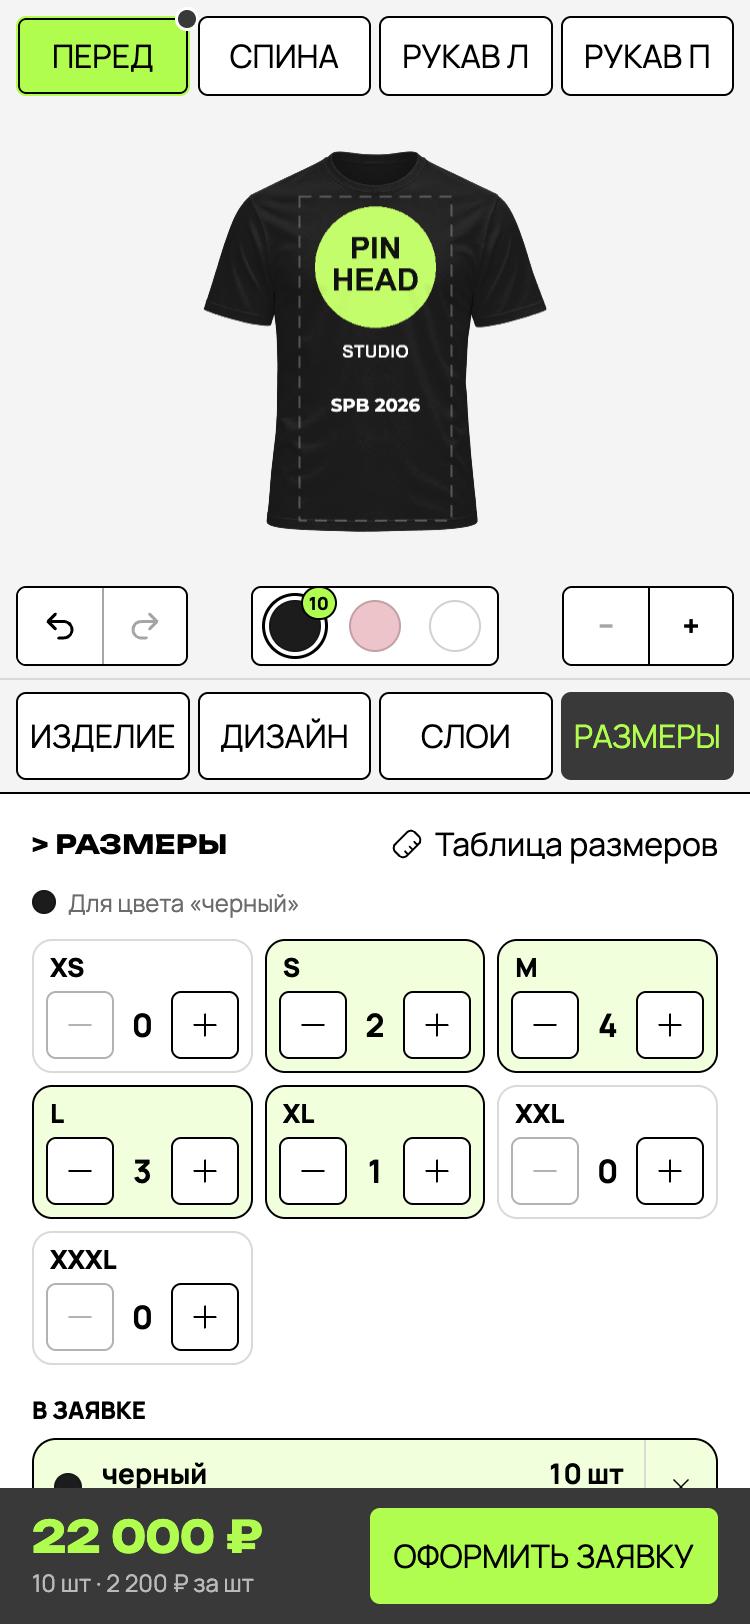 ПЕРЕД
СПИНА
РУКАВ Л
РУКАВ П
PIN
HEAD
STUDIO
SPB 2026
10
− +
ИЗДЕЛИЕ
ДИЗАЙН
СЛОИ
РАЗМЕРЫ
> РАЗМЕРЫ
Таблица размеров
Для цвета «черный»
XS
− 0 +
S
− 2 +
M
− 4 +
L
− 3 +
XL
− 1 +
XXL
− 0 +
XXXL
− 0 +
В ЗАЯВКЕ
черный 10 шт
22 000 ₽
10 шт · 2 200 ₽ за шт
ОФОРМИТЬ ЗАЯВКУ